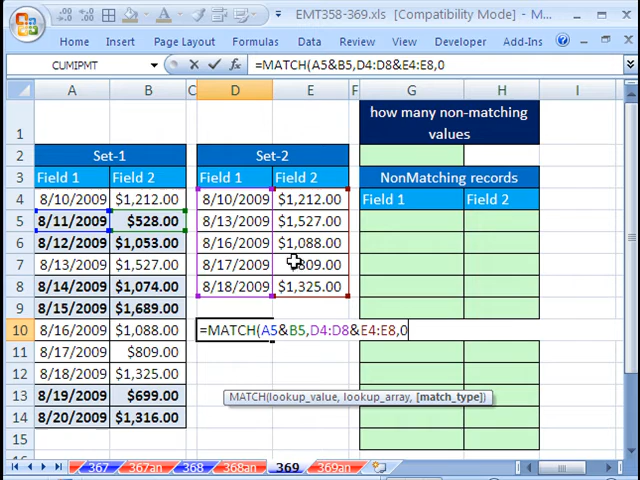 EMT358-369.xls [Compatibility Mode] - M...
Home Insert Page Layout Formulas Data Review View Developer Add-Ins
CUMIPMT =MATCH(A5&B5,D4:D8&E4:E8,0
A B C D E F G H I
1 how many non-matching
values
2 Set-1 Set-2
3 Field 1 Field 2 Field 1 Field 2 NonMatching records
4 8/10/2009 $1,212.00 8/10/2009 $1,212.00 Field 1 Field 2
5 8/11/2009 $528.00 8/13/2009 $1,527.00
6 8/12/2009 $1,053.00 8/16/2009 $1,088.00
7 8/13/2009 $1,527.00 8/17/2009 809.00
8 8/14/2009 $1,074.00 8/18/2009 $1,325.00
9 8/15/2009 $1,689.00
10 8/16/2009 $1,088.00 =MATCH(A5&B5,D4:D8&E4:E8,0
11 8/17/2009 $809.00
12 8/18/2009 $1,325.00
13 8/19/2009 $699.00 MATCH(lookup_value, lookup_array, [match_type])
14 8/20/2009 $1,316.00
15
367 367an 368 368an 369 369an